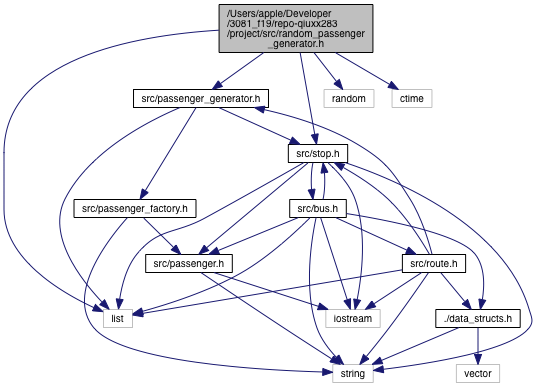 /Users/apple/Developer
/3081_f19/repo-qiuxx283
/project/src/random_passenger
_generator.h
src/passenger_generator.h
random
ctime
src/stop.h
src/passenger_factory.h
src/bus.h
src/passenger.h
src/route.h
list
iostream
./data_structs.h
string
vector